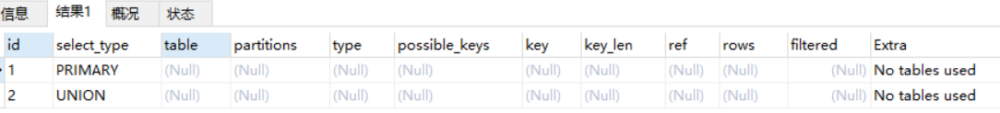 信息 结果1 概况 状态
id select_type table partitions type possible_keys key key_len ref rows filtered Extra
1 PRIMARY (Null) (Null) (Null) (Null) (Null) (Null) (Null) (Null) (Null) No tables used
2 UNION (Null) (Null) (Null) (Null) (Null) (Null) (Null) (Null) (Null) No tables used